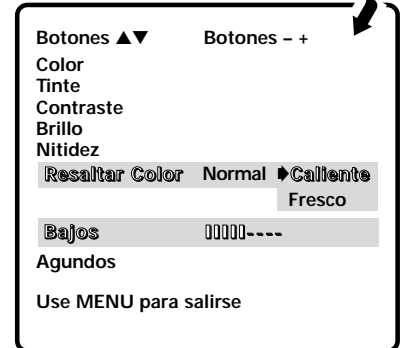 Botones ▲▼ Botones – +
Color
Tinte
Contraste
Brillo
Nitidez
Resaltar Color Normal ➧Caliente
Fresco
Bajos ▯▯▯▯▯----
Agundos
Use MENU para salirse